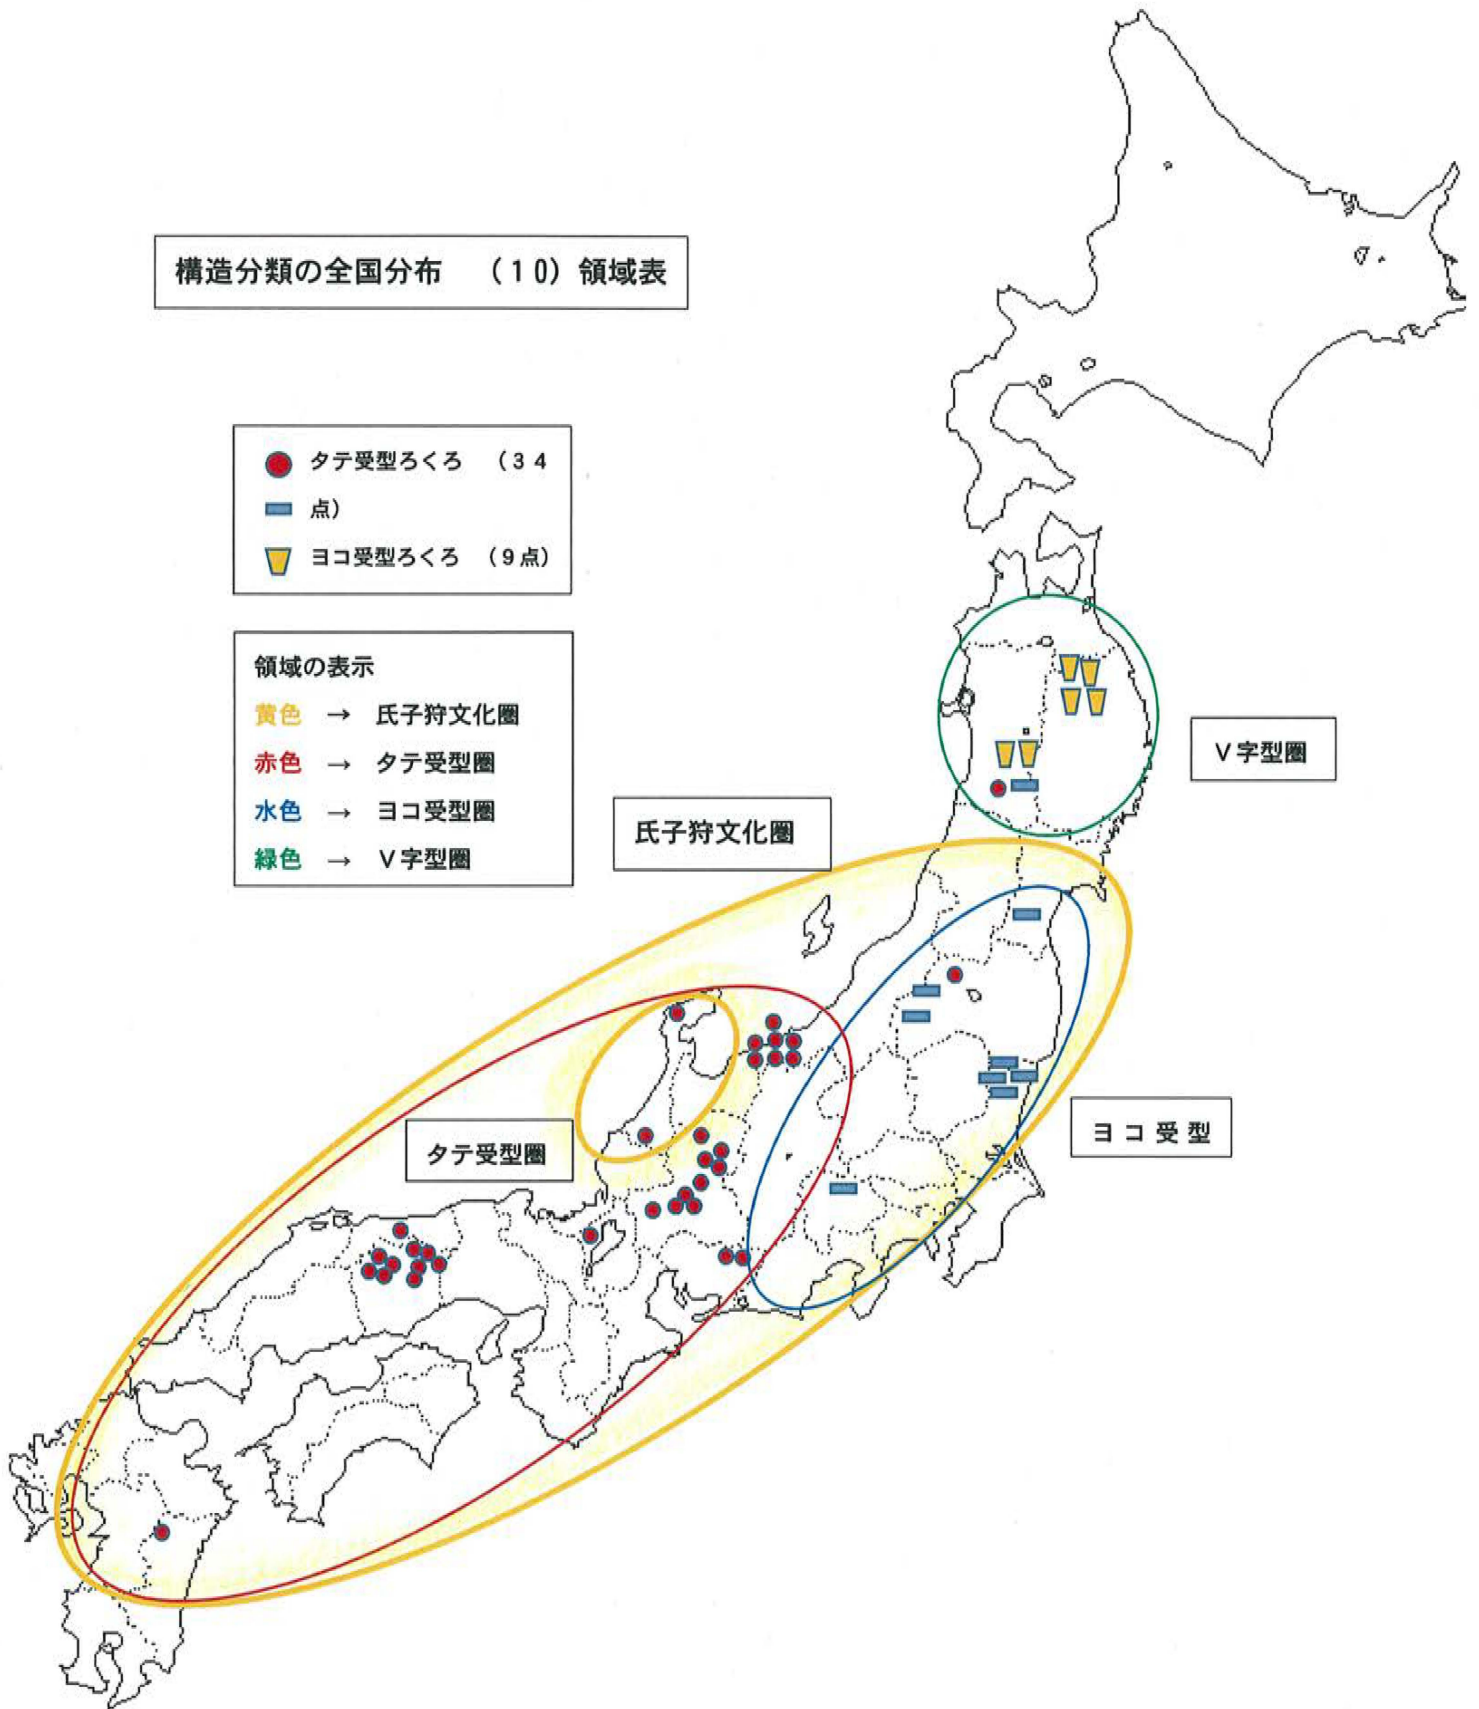 構造分類の全国分布　（１０）領域表
タテ受型ろくろ　（３４
点）
ヨコ受型ろくろ　（９点）
領域の表示
黄色　→　氏子狩文化圏
赤色　→　タテ受型圏
水色　→　ヨコ受型圏
緑色　→　Ｖ字型圏
Ｖ字型圏
氏子狩文化圏
ヨコ受型
タテ受型圏